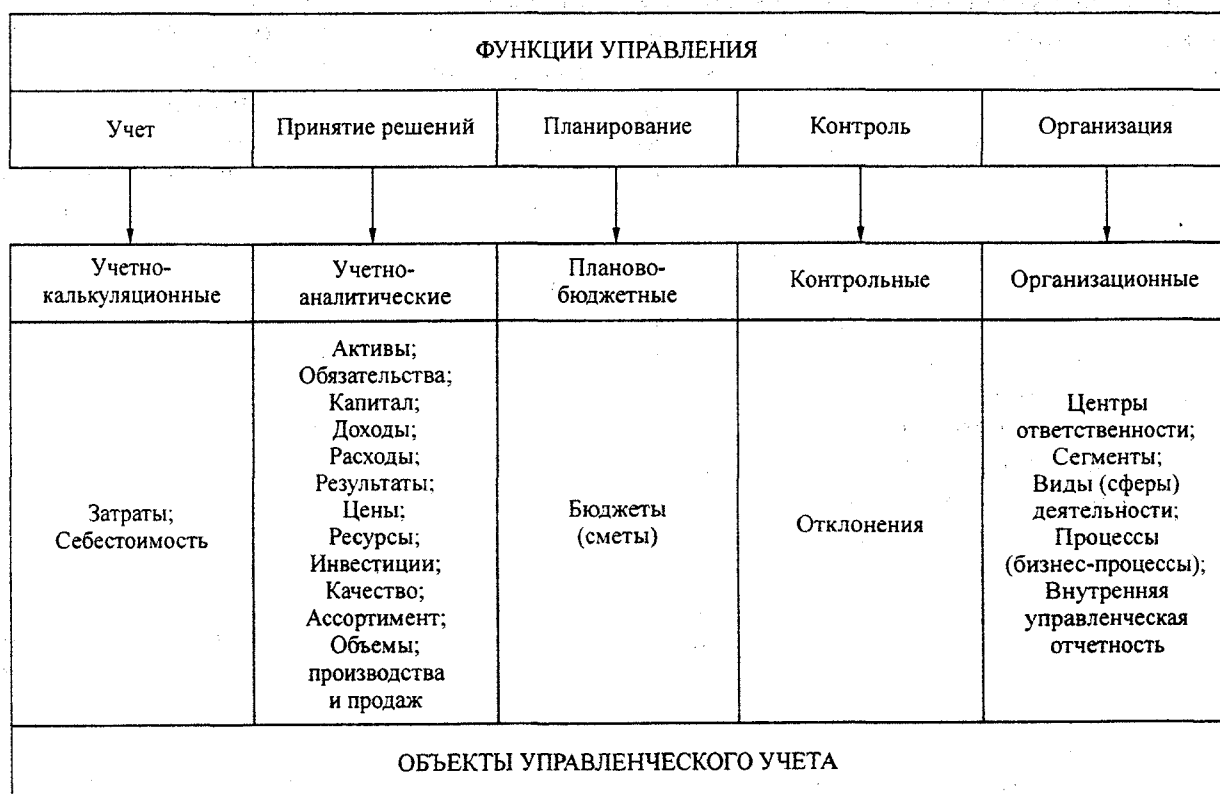 ФУНКЦИИ УПРАВЛЕНИЯ
Учет
Принятие решений
Планирование
Контроль
Организация
Учетно-
калькуляционные
Учетно-
аналитические
Планово-
бюджетные
Контрольные
Организационные
Затраты;
Себестоимость
Активы;
Обязательства;
Капитал;
Доходы;
Расходы;
Результаты;
Цены;
Ресурсы;
Инвестиции;
Качество;
Ассортимент;
Объемы;
производства
и продаж
Бюджеты
(сметы)
Отклонения
Центры
ответственности;
Сегменты;
Виды (сферы)
деятельности;
Процессы
(бизнес-процессы);
Внутренняя
управленческая
отчетность
ОБЪЕКТЫ УПРАВЛЕНЧЕСКОГО УЧЕТА